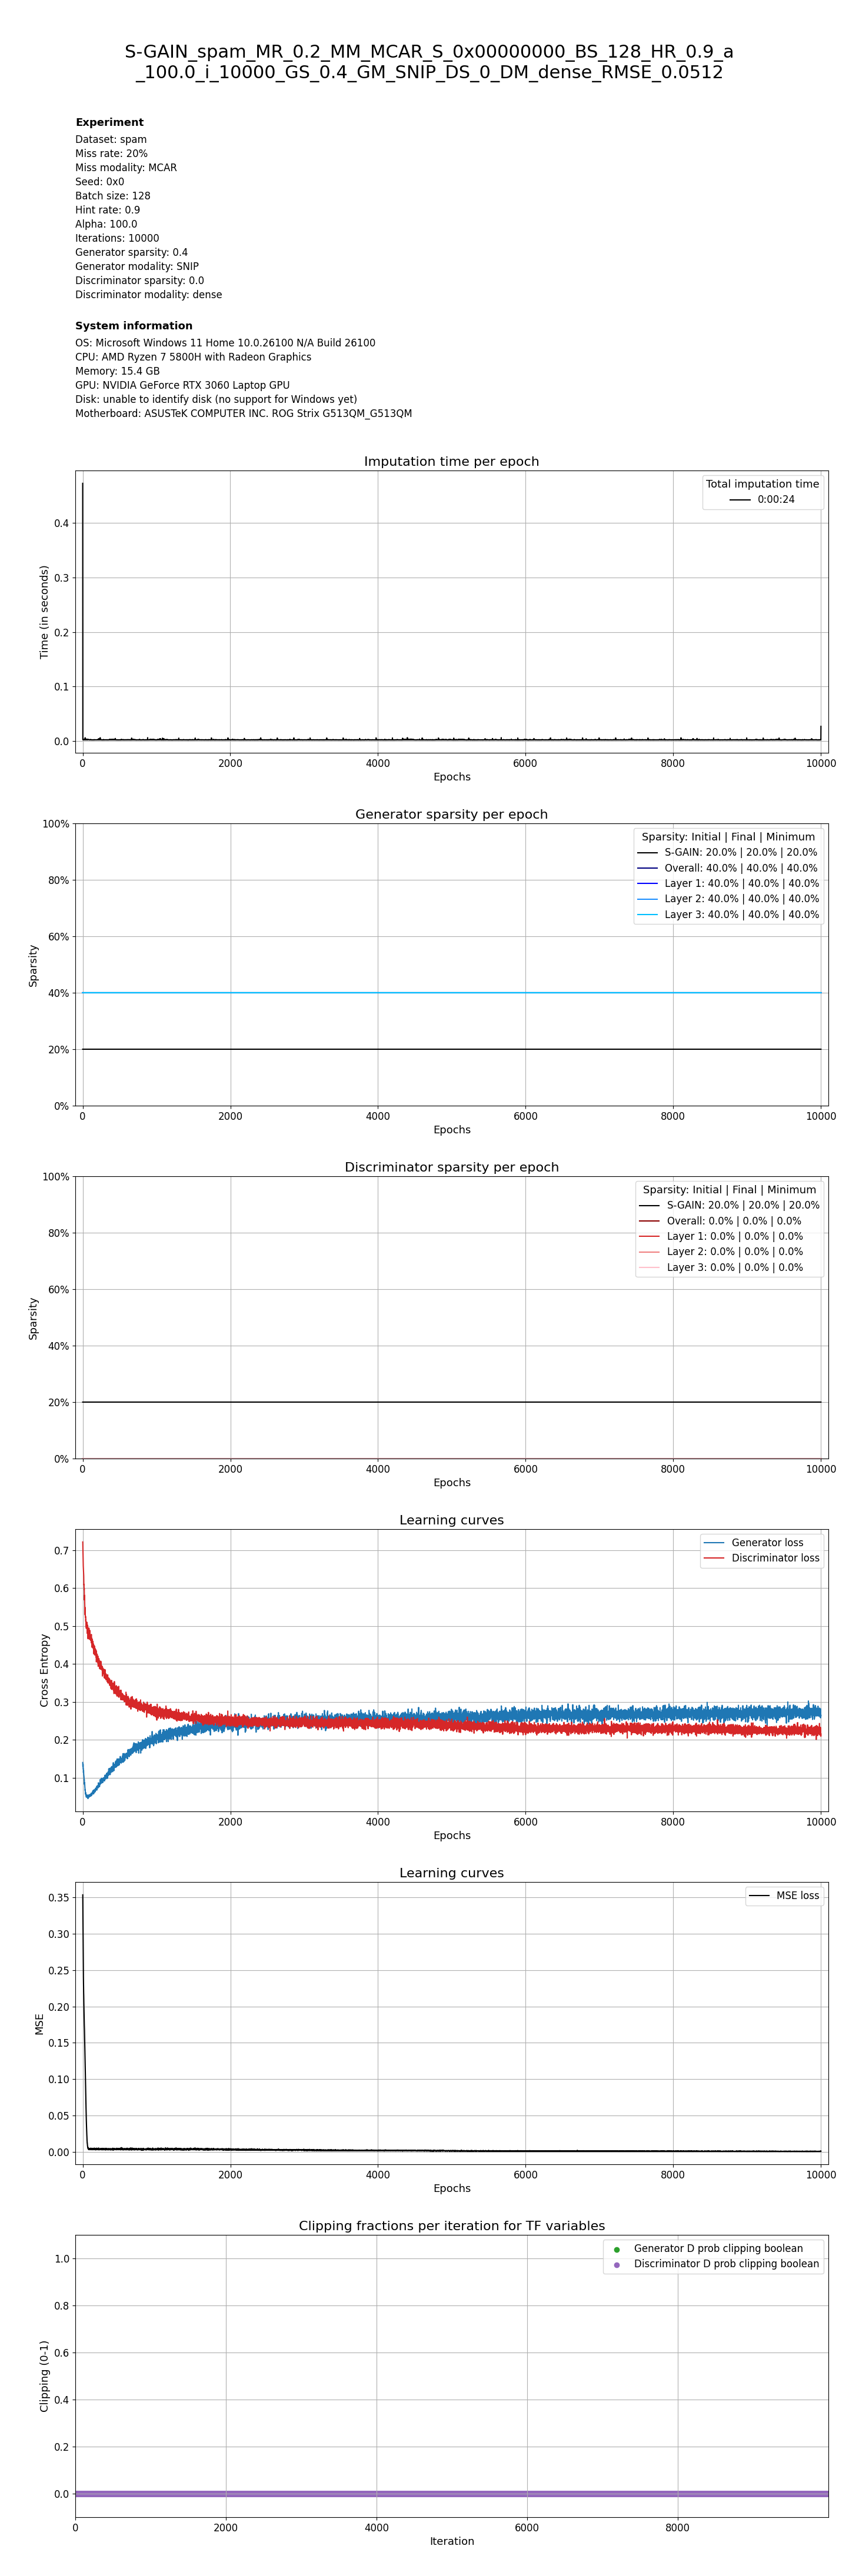 S-GAIN_spam_MR_0.2_MM_MCAR_S_0x00000000_BS_128_HR_0.9_a
_100.0_i_10000_GS_0.4_GM_SNIP_DS_0_DM_dense_RMSE_0.0512
Experiment
Dataset: spam
Miss rate: 20%
Miss modality: MCAR
Seed: 0x0
Batch size: 128
Hint rate: 0.9
Alpha: 100.0
Iterations: 10000
Generator sparsity: 0.4
Generator modality: SNIP
Discriminator sparsity: 0.0
Discriminator modality: dense
System information
OS: Microsoft Windows 11 Home 10.0.26100 N/A Build 26100
CPU: AMD Ryzen 7 5800H with Radeon Graphics
Memory: 15.4 GB
GPU: NVIDIA GeForce RTX 3060 Laptop GPU
Disk: unable to identify disk (no support for Windows yet)
Motherboard: ASUSTeK COMPUTER INC. ROG Strix G513QM_G513QM
Imputation time per epoch
Total imputation time
0:00:24
Time (in seconds)
0.4
0.3
0.2
0.1
0.0
0 2000 4000 6000 8000 10000
Epochs
Generator sparsity per epoch
Sparsity: Initial | Final | Minimum
S-GAIN: 20.0% | 20.0% | 20.0%
Overall: 40.0% | 40.0% | 40.0%
Layer 1: 40.0% | 40.0% | 40.0%
Layer 2: 40.0% | 40.0% | 40.0%
Layer 3: 40.0% | 40.0% | 40.0%
Sparsity
100%
80%
60%
40%
20%
0%
0 2000 4000 6000 8000 10000
Epochs
Discriminator sparsity per epoch
Sparsity: Initial | Final | Minimum
S-GAIN: 20.0% | 20.0% | 20.0%
Overall: 0.0% | 0.0% | 0.0%
Layer 1: 0.0% | 0.0% | 0.0%
Layer 2: 0.0% | 0.0% | 0.0%
Layer 3: 0.0% | 0.0% | 0.0%
Sparsity
100%
80%
60%
40%
20%
0%
0 2000 4000 6000 8000 10000
Epochs
Learning curves
Generator loss
Discriminator loss
Cross Entropy
0.7
0.6
0.5
0.4
0.3
0.2
0.1
0 2000 4000 6000 8000 10000
Epochs
Learning curves
MSE loss
MSE
0.35
0.30
0.25
0.20
0.15
0.10
0.05
0.00
0 2000 4000 6000 8000 10000
Epochs
Clipping fractions per iteration for TF variables
Generator D prob clipping boolean
Discriminator D prob clipping boolean
Clipping (0-1)
1.0
0.8
0.6
0.4
0.2
0.0
0 2000 4000 6000 8000
Iteration